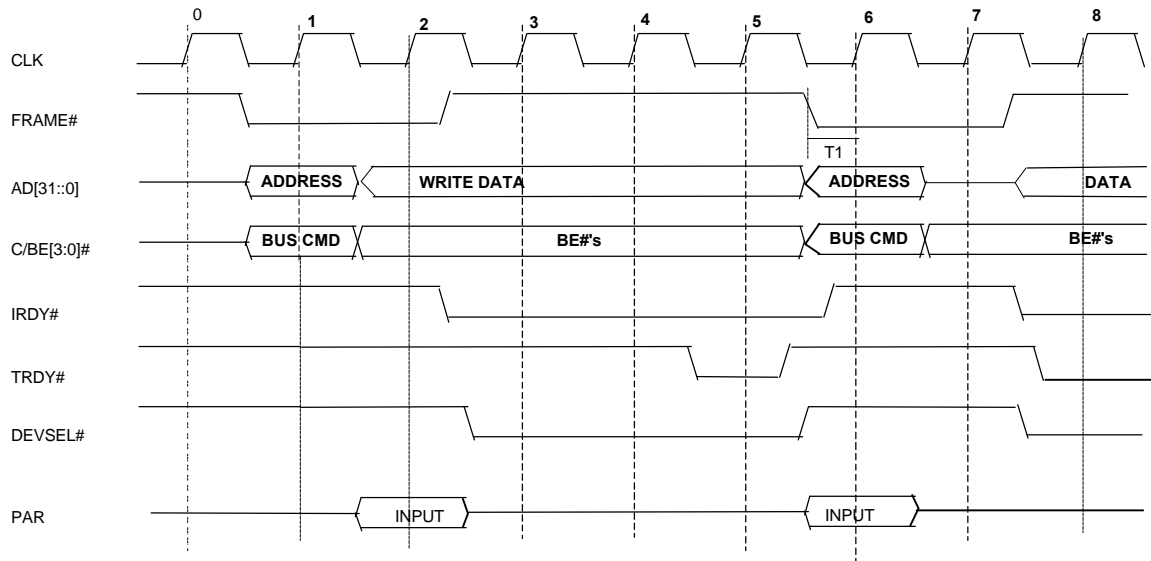 0 1 2 3 4 5 6 7 8
CLK
FRAME#
T1
AD[31::0] ADDRESS WRITE DATA ADDRESS DATA
C/BE[3:0]# BUS CMD BE#'s BUS CMD BE#'s
IRDY#
TRDY#
DEVSEL#
PAR INPUT INPUT